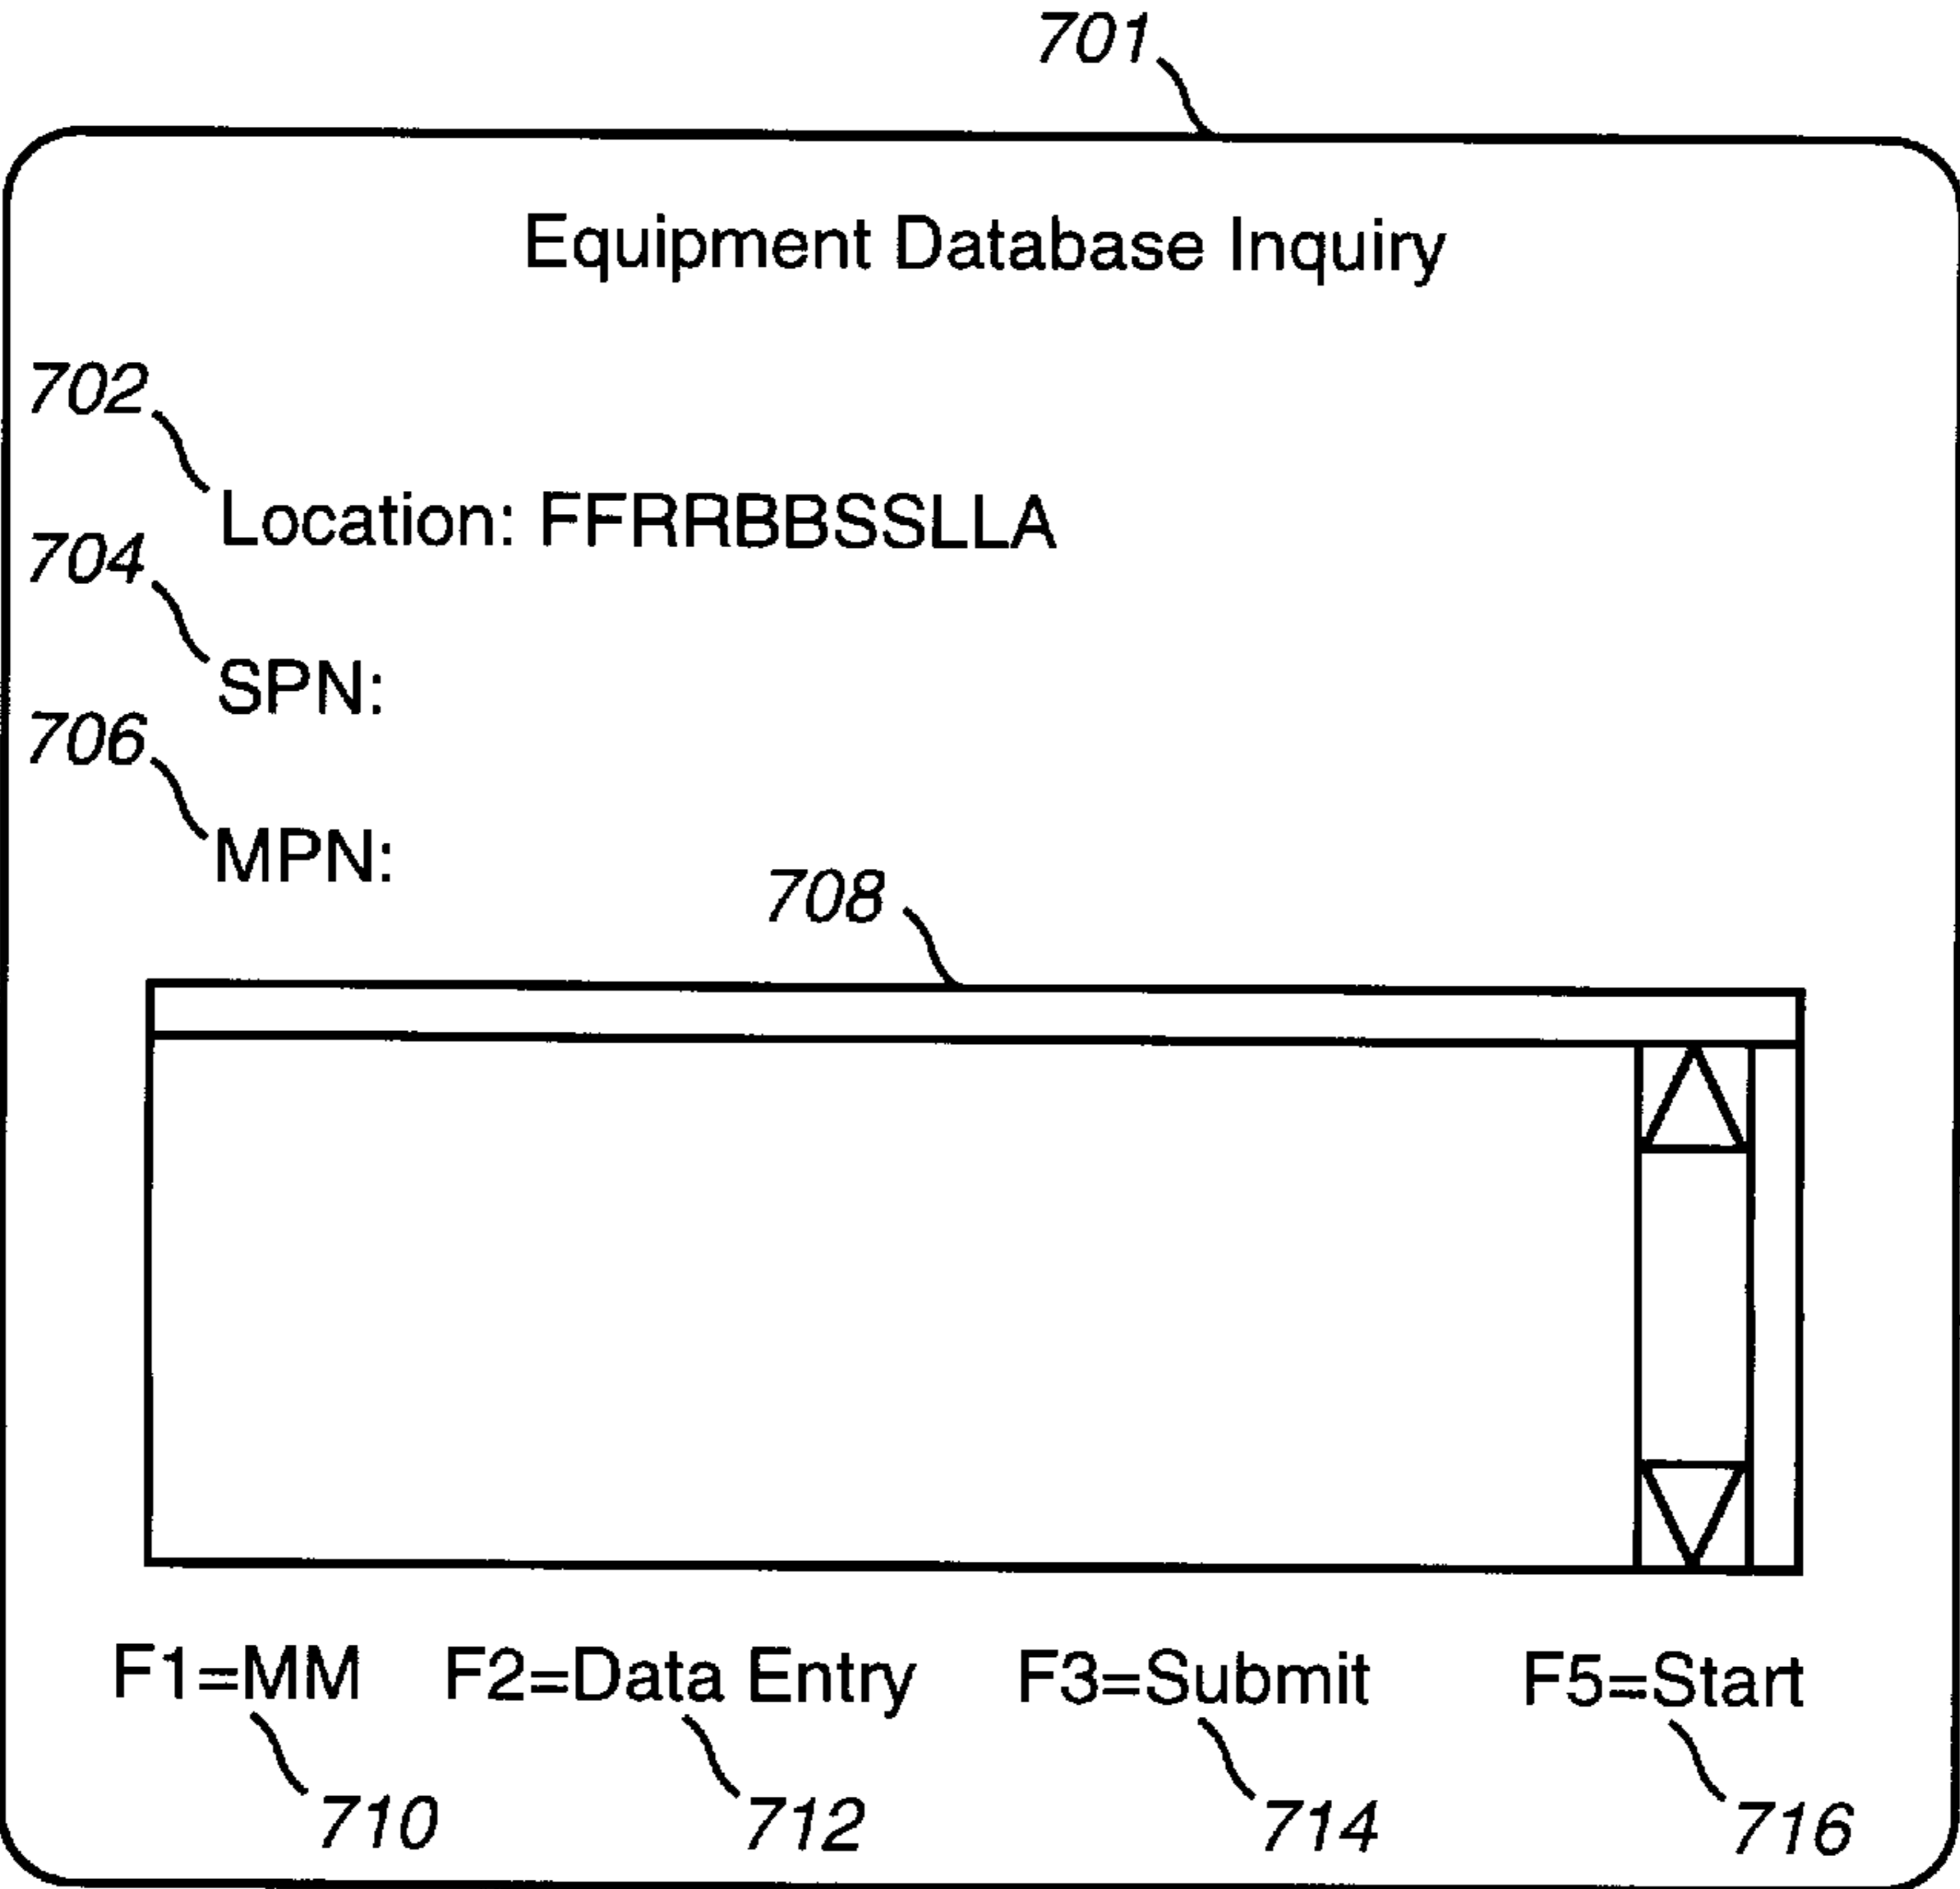 701
Equipment Database Inquiry
702
Location: FFRRBBSSLLA
704
SPN:
706
MPN:
708
F1=MM F2=Data Entry F3=Submit F5=Start
710 712 714 716